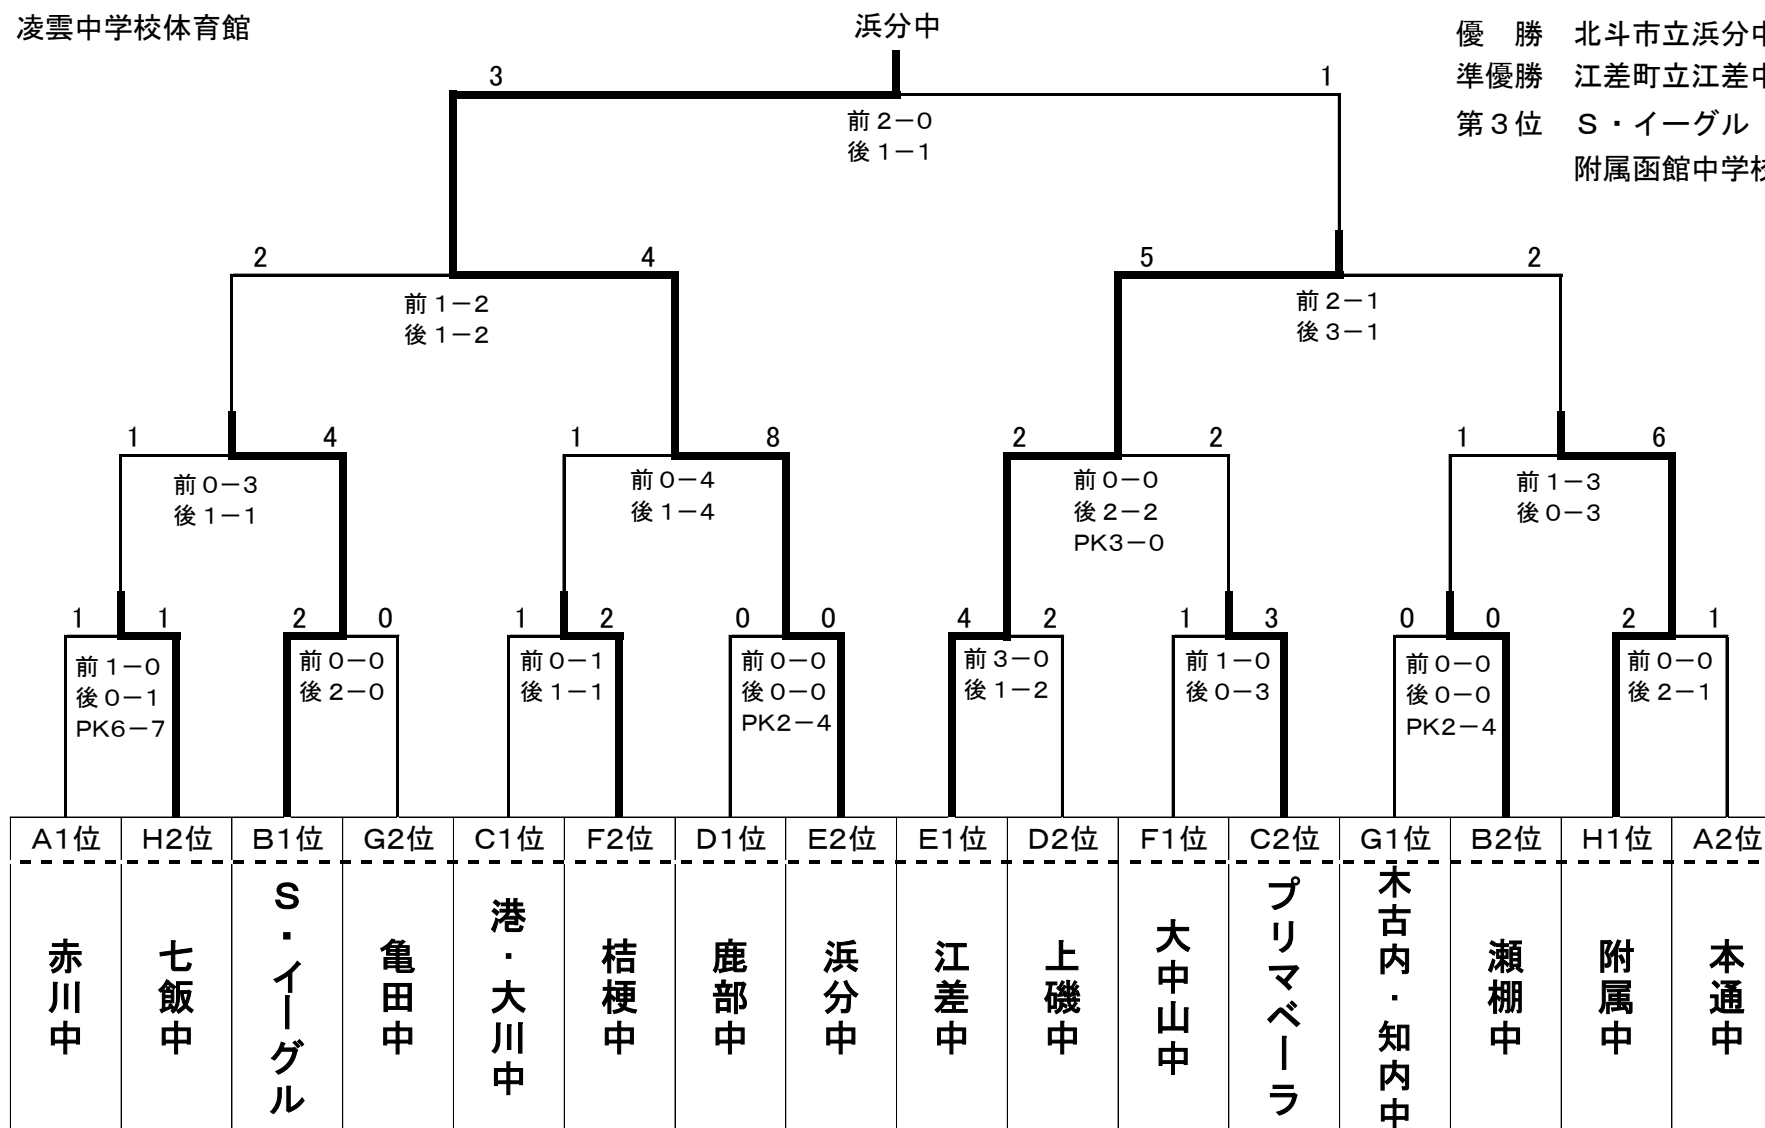 凌雲中学校体育館
浜分中
優　勝　北斗市立浜分中
準優勝　江差町立江差中
第３位　Ｓ・イーグル
附属函館中学校
3 1
前２－０
後１－１
2 4 5 2
前１－２
後１－２
前２－１
後３－１
1 4 1 8 2 2 1 6
前０－３
後１－１
前０－４
後１－４
前０－０
後２－２
PK３－０
前１－３
後０－３
1 1 2 0 1 2 0 0 4 2 1 3 0 0 2 1
前１－０
後０－１
PK６－７
前０－０
後２－０
前０－１
後１－１
前０－０
後０－０
PK２－４
前３－０
後１－２
前１－０
後０－３
前０－０
後０－０
PK２－４
前０－０
後２－１
A1位 H2位 B1位 G2位 C1位 F2位 D1位 E2位 E1位 D2位 F1位 C2位 G1位 B2位 H1位 A2位
赤川中
七飯中
Ｓ・イーグル
亀田中
港・大川中
桔梗中
鹿部中
浜分中
江差中
上磯中
大中山中
プリマベーラ
木古内・知内中
瀬棚中
附属中
本通中